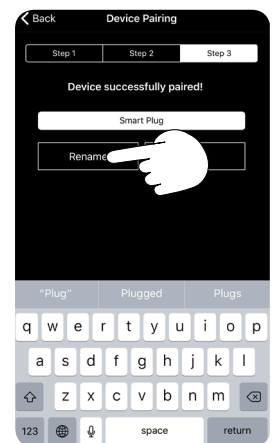 Back Device Pairing
Step 1 Step 2 Step 3
Device successfully paired!
Smart Plug
Rename
"Plug" Plugged Plugs
q w e r t y u i o p
a s d f g h j k l
z x c v b n m
123 space return